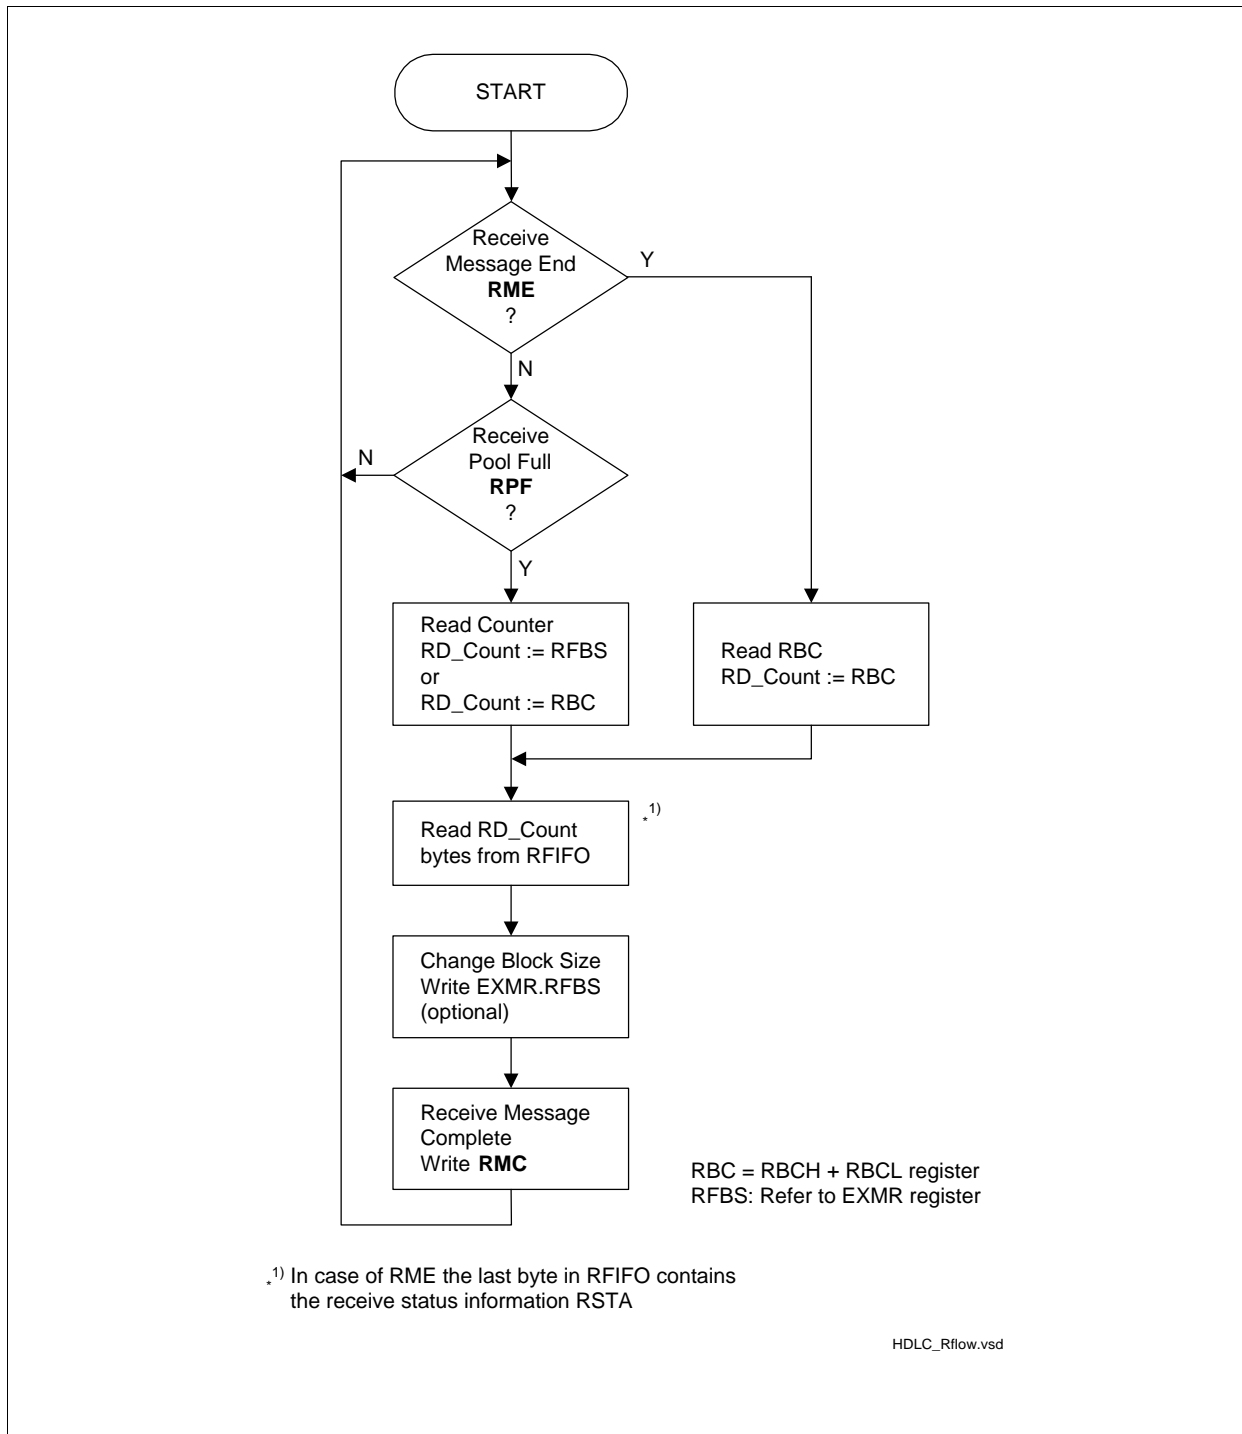 START
Receive
Message End
RME
?
Y
N
Receive
Pool Full
RPF
?
N
Y
Read Counter
RD_Count := RFBS
or
RD_Count := RBC
Read RBC
RD_Count := RBC
Read RD_Count
bytes from RFIFO
*1)
Change Block Size
Write EXMR.RFBS
(optional)
Receive Message
Complete
Write RMC
RBC = RBCH + RBCL register
RFBS: Refer to EXMR register
*1) In case of RME the last byte in RFIFO contains
the receive status information RSTA
HDLC_Rflow.vsd